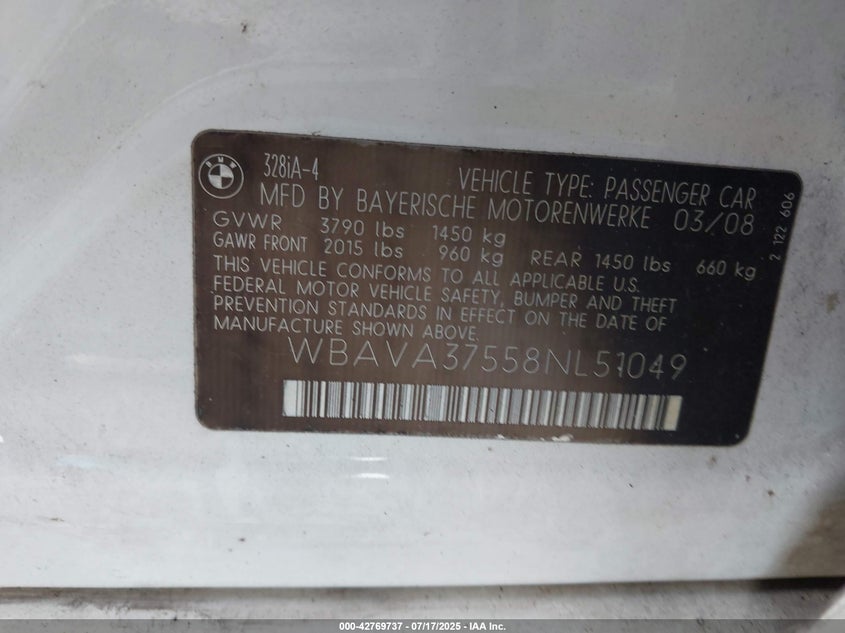 BMW
328iA-4
VEHICLE TYPE: PASSENGER CAR
MFD BY BAYERISCHE MOTORENWERKE 03/08
GVWR 3790 lbs 1450 kg
GAWR FRONT 2015 lbs 960 kg REAR 1450 lbs 660 kg
THIS VEHICLE CONFORMS TO ALL APPLICABLE U.S.
FEDERAL MOTOR VEHICLE SAFETY, BUMPER AND THEFT
PREVENTION STANDARDS IN EFFECT ON THE DATE OF
MANUFACTURE SHOWN ABOVE.
WBAVA37558NL51049
2 122 606
000-42769737 - 07/17/2025 - IAA Inc.